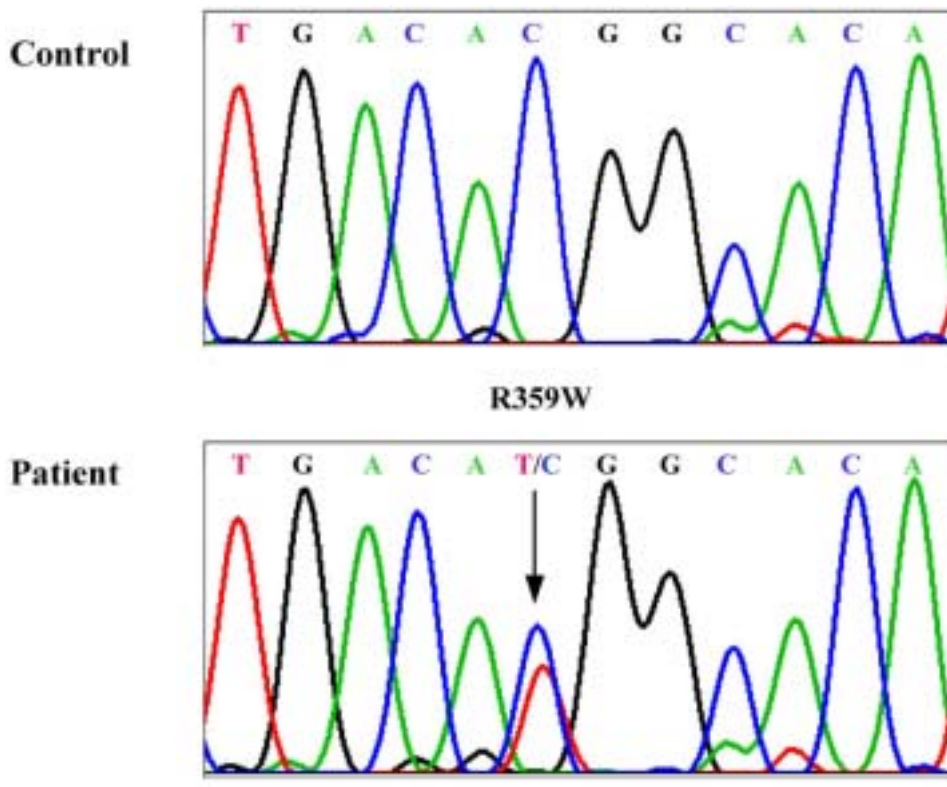 Control
T G A C A C G G C A C A
R359W
Patient
T G A C A T/C G G C A C A